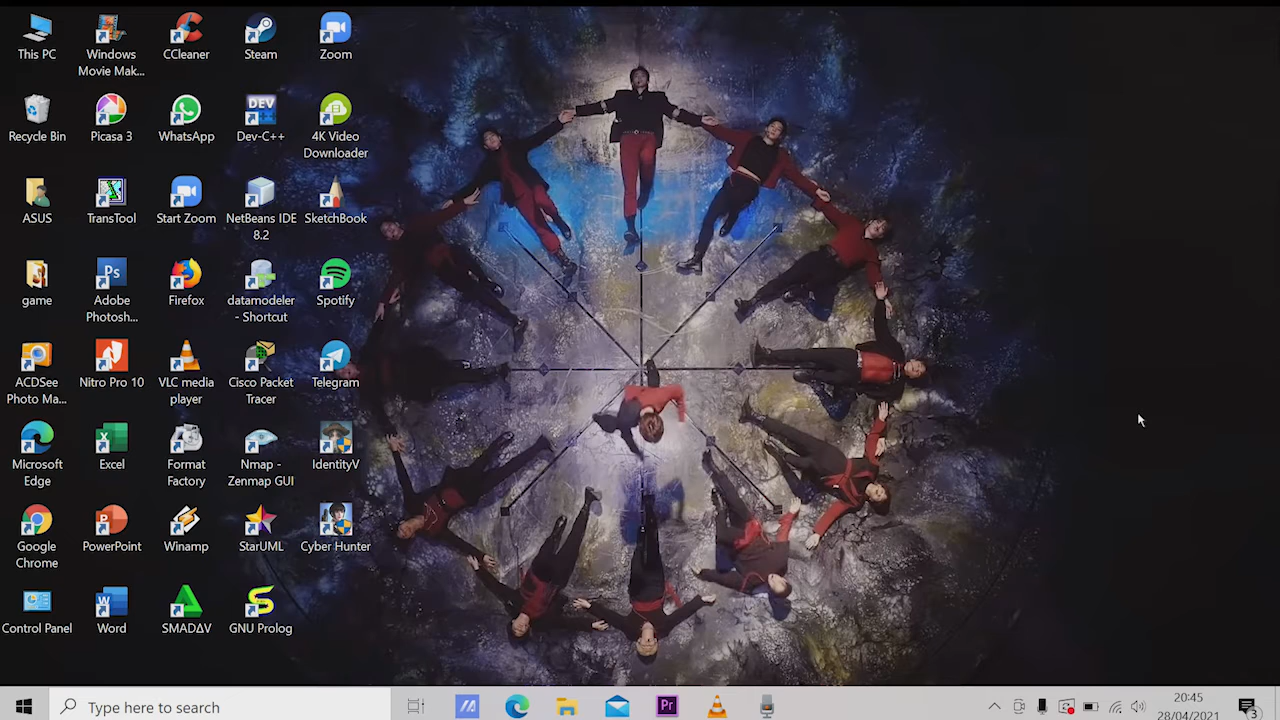 This PC
Windows
Movie Mak...
CCleaner
Steam
Zoom
Recycle Bin
Picasa 3
WhatsApp
DEV
Dev-C++
4K Video
Downloader
ASUS
TransTool
Start Zoom
NetBeans IDE
8.2
SketchBook
game
Ps
Adobe
Photosh...
Firefox
datamodeler
- Shortcut
Spotify
ACDSee
Photo Ma...
Nitro Pro 10
VLC media
player
Cisco Packet
Tracer
Telegram
Microsoft
Edge
Excel
Format
Factory
Nmap -
Zenmap GUI
IdentityV
Google
Chrome
PowerPoint
Winamp
StarUML
Cyber Hunter
Control Panel
Word
SMADΔV
GNU Prolog
Type here to search
Pr
20:45
28/04/2021
3